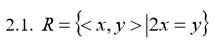 2.1. R = {<x, y>|2x = y}